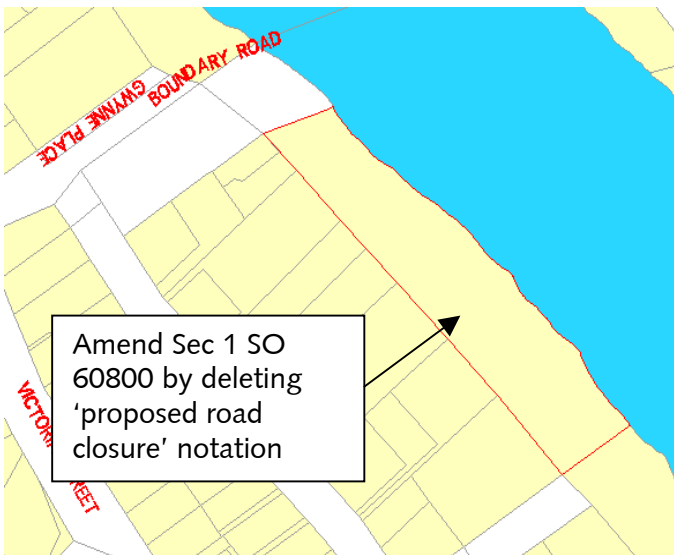 BOUNDARY ROAD
GWYNNE PLACE
Amend Sec 1 SO
60800 by deleting
‘proposed road
closure’ notation